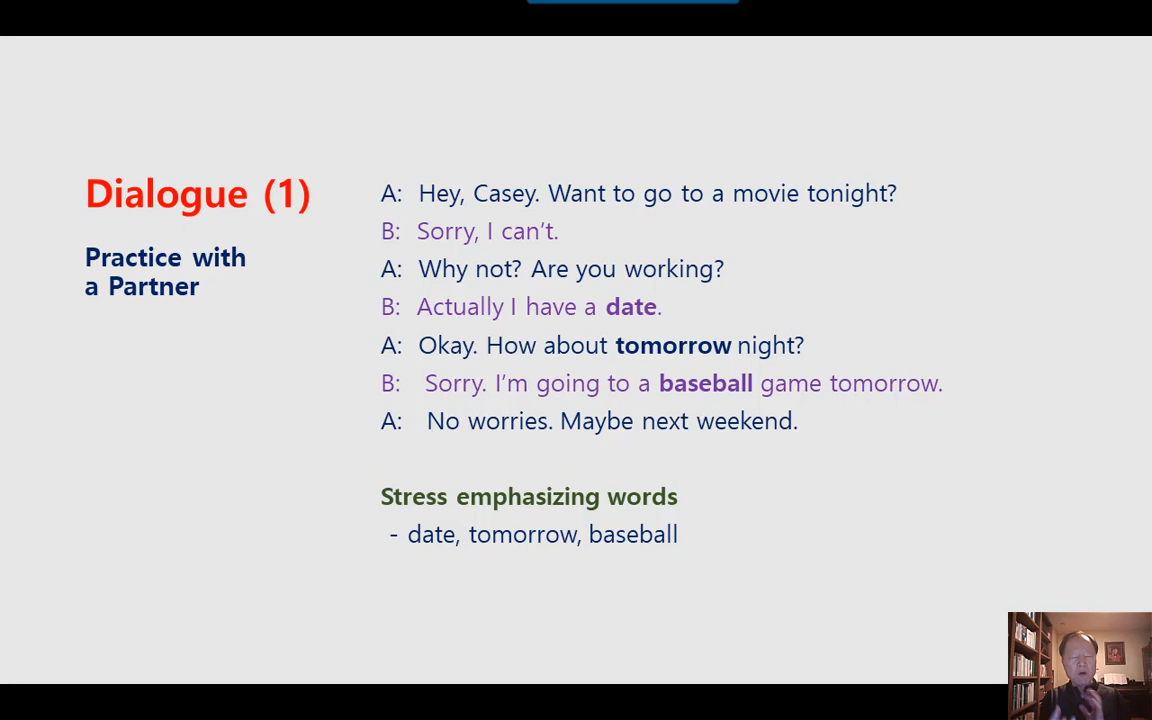 Dialogue (1)
Practice with
a Partner
A: Hey, Casey. Want to go to a movie tonight?
B: Sorry, I can’t.
A: Why not? Are you working?
B: Actually I have a date.
A: Okay. How about tomorrow night?
B: Sorry. I’m going to a baseball game tomorrow.
A: No worries. Maybe next weekend.
Stress emphasizing words
- date, tomorrow, baseball